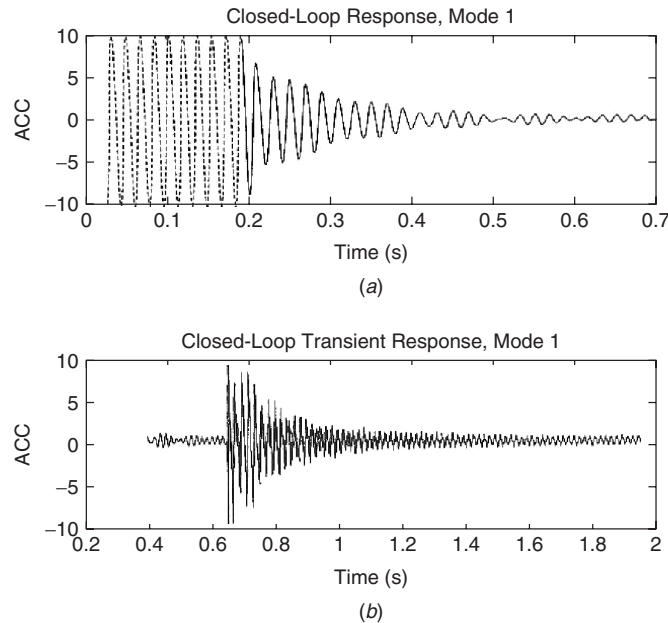 Closed-Loop Response, Mode 1
10
5
0
−5
−10
ACC
0 0.1 0.2 0.3 0.4 0.5 0.6 0.7
Time (s)
(a)
Closed-Loop Transient Response, Mode 1
10
5
0
−5
−10
ACC
0.2 0.4 0.6 0.8 1 1.2 1.4 1.6 1.8 2
Time (s)
(b)